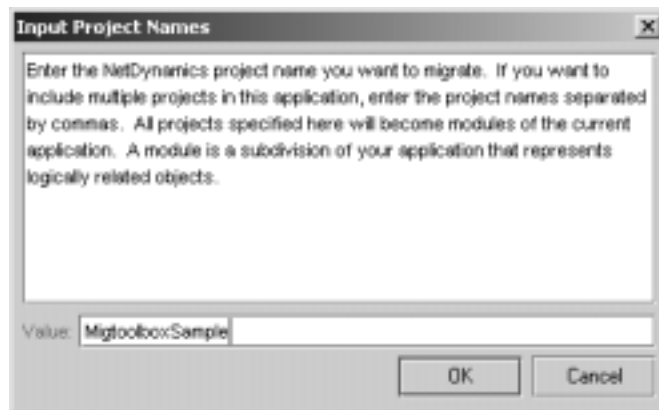 Input Project Names
Enter the NetDynamics project name you want to migrate. If you want to
include multiple projects in this application, enter the project names separated
by commas. All projects specified here will become modules of the current
application. A module is a subdivision of your application that represents
logically related objects.
Value: MigtoolboxSample
OK Cancel